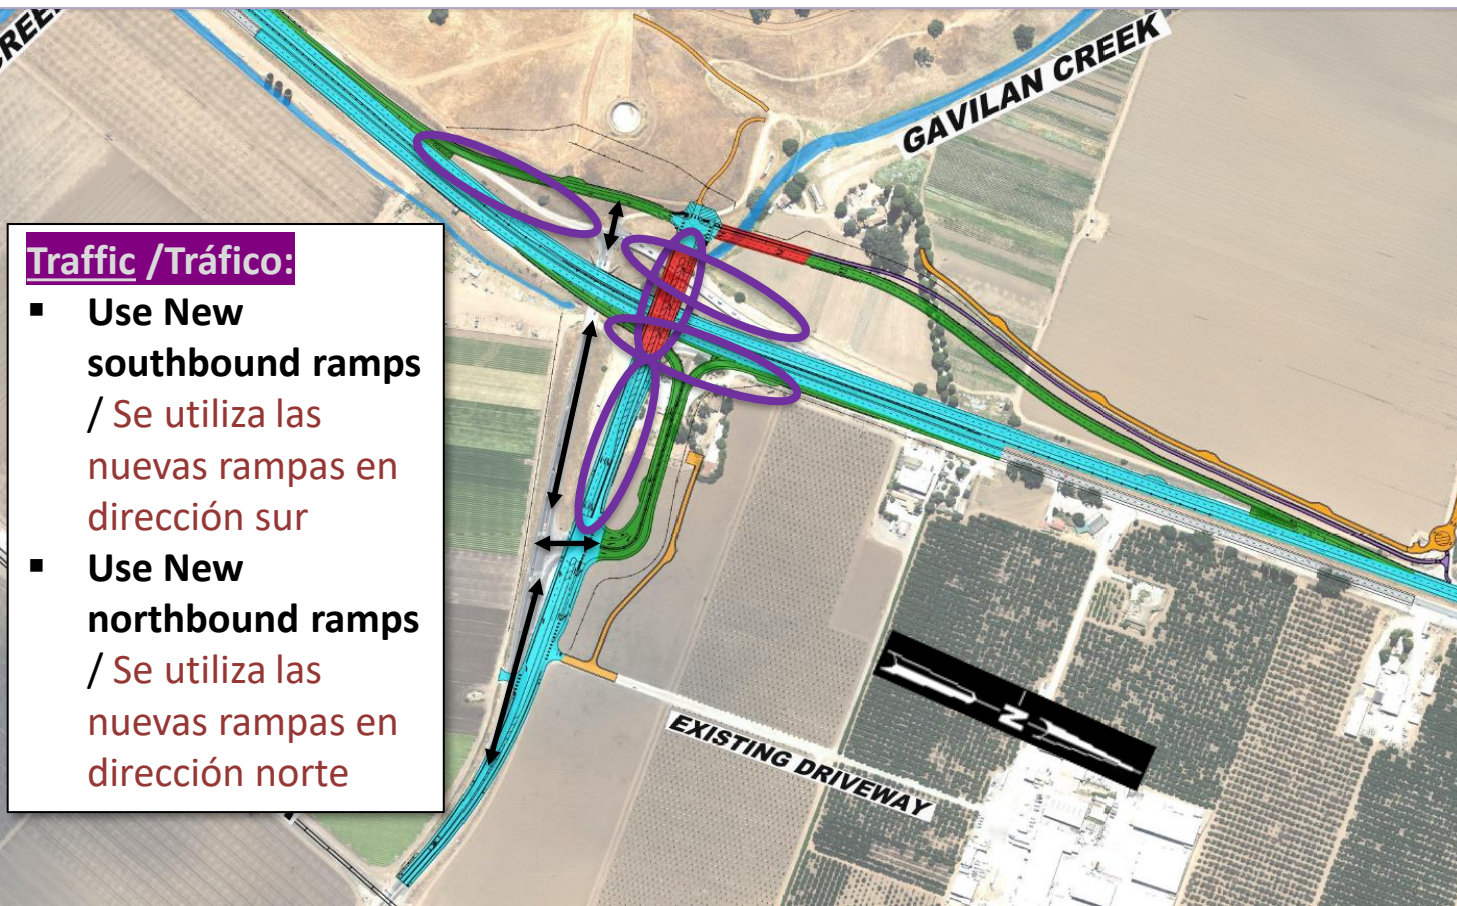 REE
GAVILAN CREEK
Traffic /Tráfico:
▪ Use New
southbound ramps
/ Se utiliza las
nuevas rampas en
dirección sur
▪ Use New
northbound ramps
/ Se utiliza las
nuevas rampas en
dirección norte
N
EXISTING DRIVEWAY